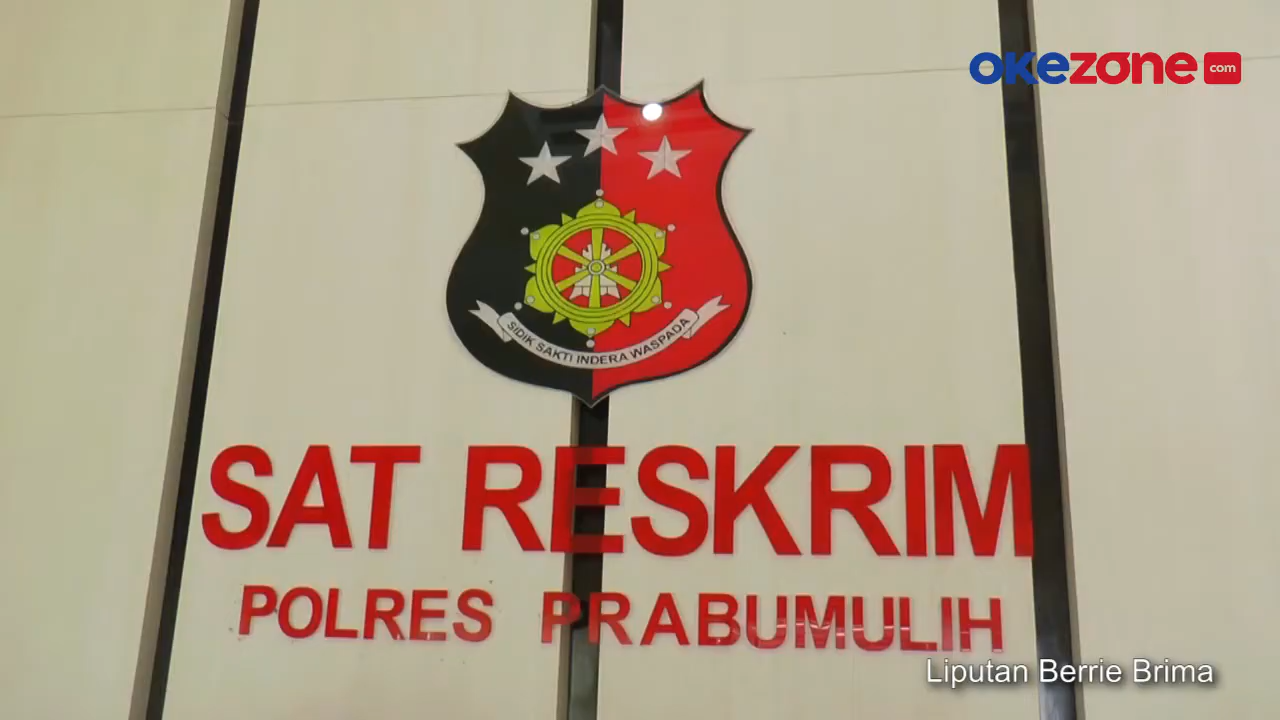 okezone.com
SIDIK SAKTI INDERA WASPADA
SAT RESKRIM
POLRES PRABUMULIH
Liputan Berrie Brima